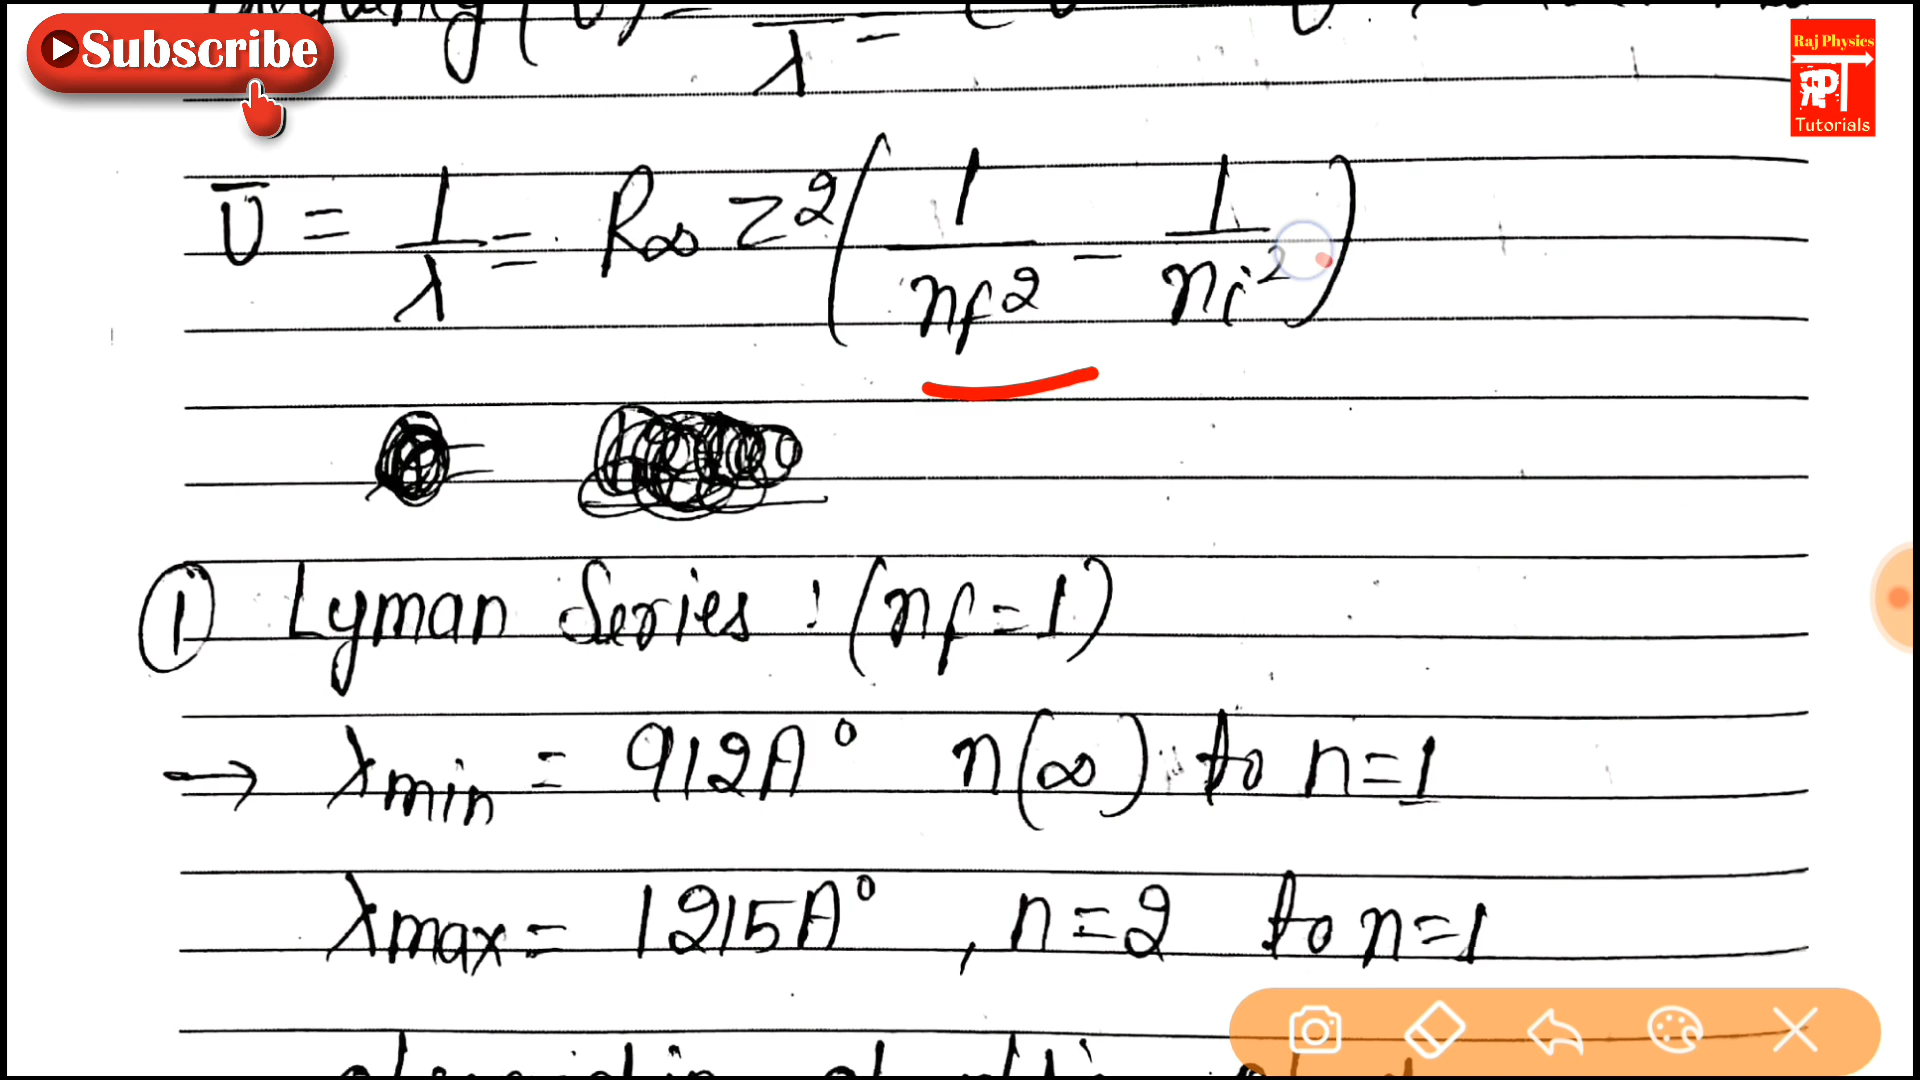 Subscribe
Raj Physics
RPT
Tutorials
λ =
ῡ = 1/λ = R∞ Z² ( 1/nf² - 1/ni² )
① Lyman Series : (nf = 1)
→ λmin = 912A° n(∞) to n=1
λmax = 1215A° , n=2 to n=1